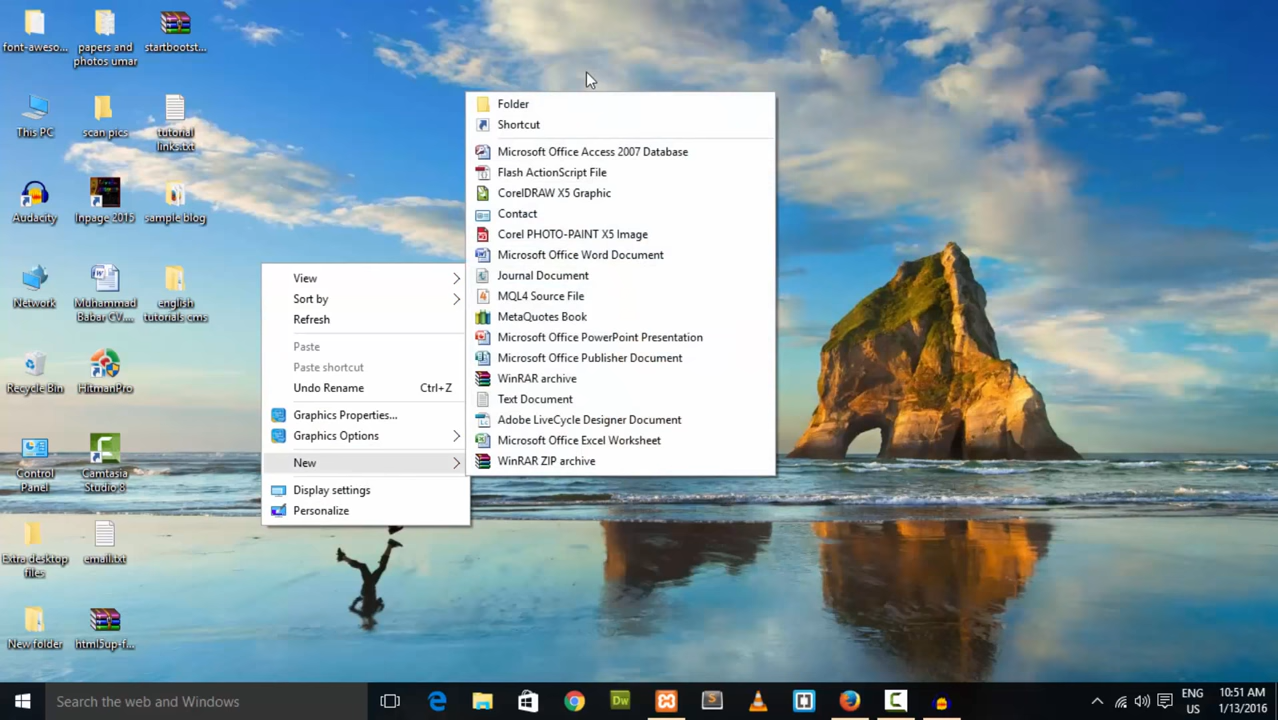 font-aweso...
papers and
photos umar
startbootst...
This PC
scan pics
tutorial
links.txt
Audacity
Inpage 2015
sample blog
Network
Muhammad
Babar CV....
english
tutorials cms
Recycle Bin
HitmanPro
Control
Panel
Camtasia
Studio 8
Extra desktop
files
email.txt
New folder
html5up-f...
View
Sort by
Refresh
Paste
Paste shortcut
Undo Rename Ctrl+Z
Graphics Properties...
Graphics Options
New
Display settings
Personalize
Folder
Shortcut
Microsoft Office Access 2007 Database
Flash ActionScript File
CorelDRAW X5 Graphic
Contact
Corel PHOTO-PAINT X5 Image
Microsoft Office Word Document
Journal Document
MQL4 Source File
MetaQuotes Book
Microsoft Office PowerPoint Presentation
Microsoft Office Publisher Document
WinRAR archive
Text Document
Adobe LiveCycle Designer Document
Microsoft Office Excel Worksheet
WinRAR ZIP archive
Search the web and Windows
Dw
ENG
US
10:51 AM
1/13/2016